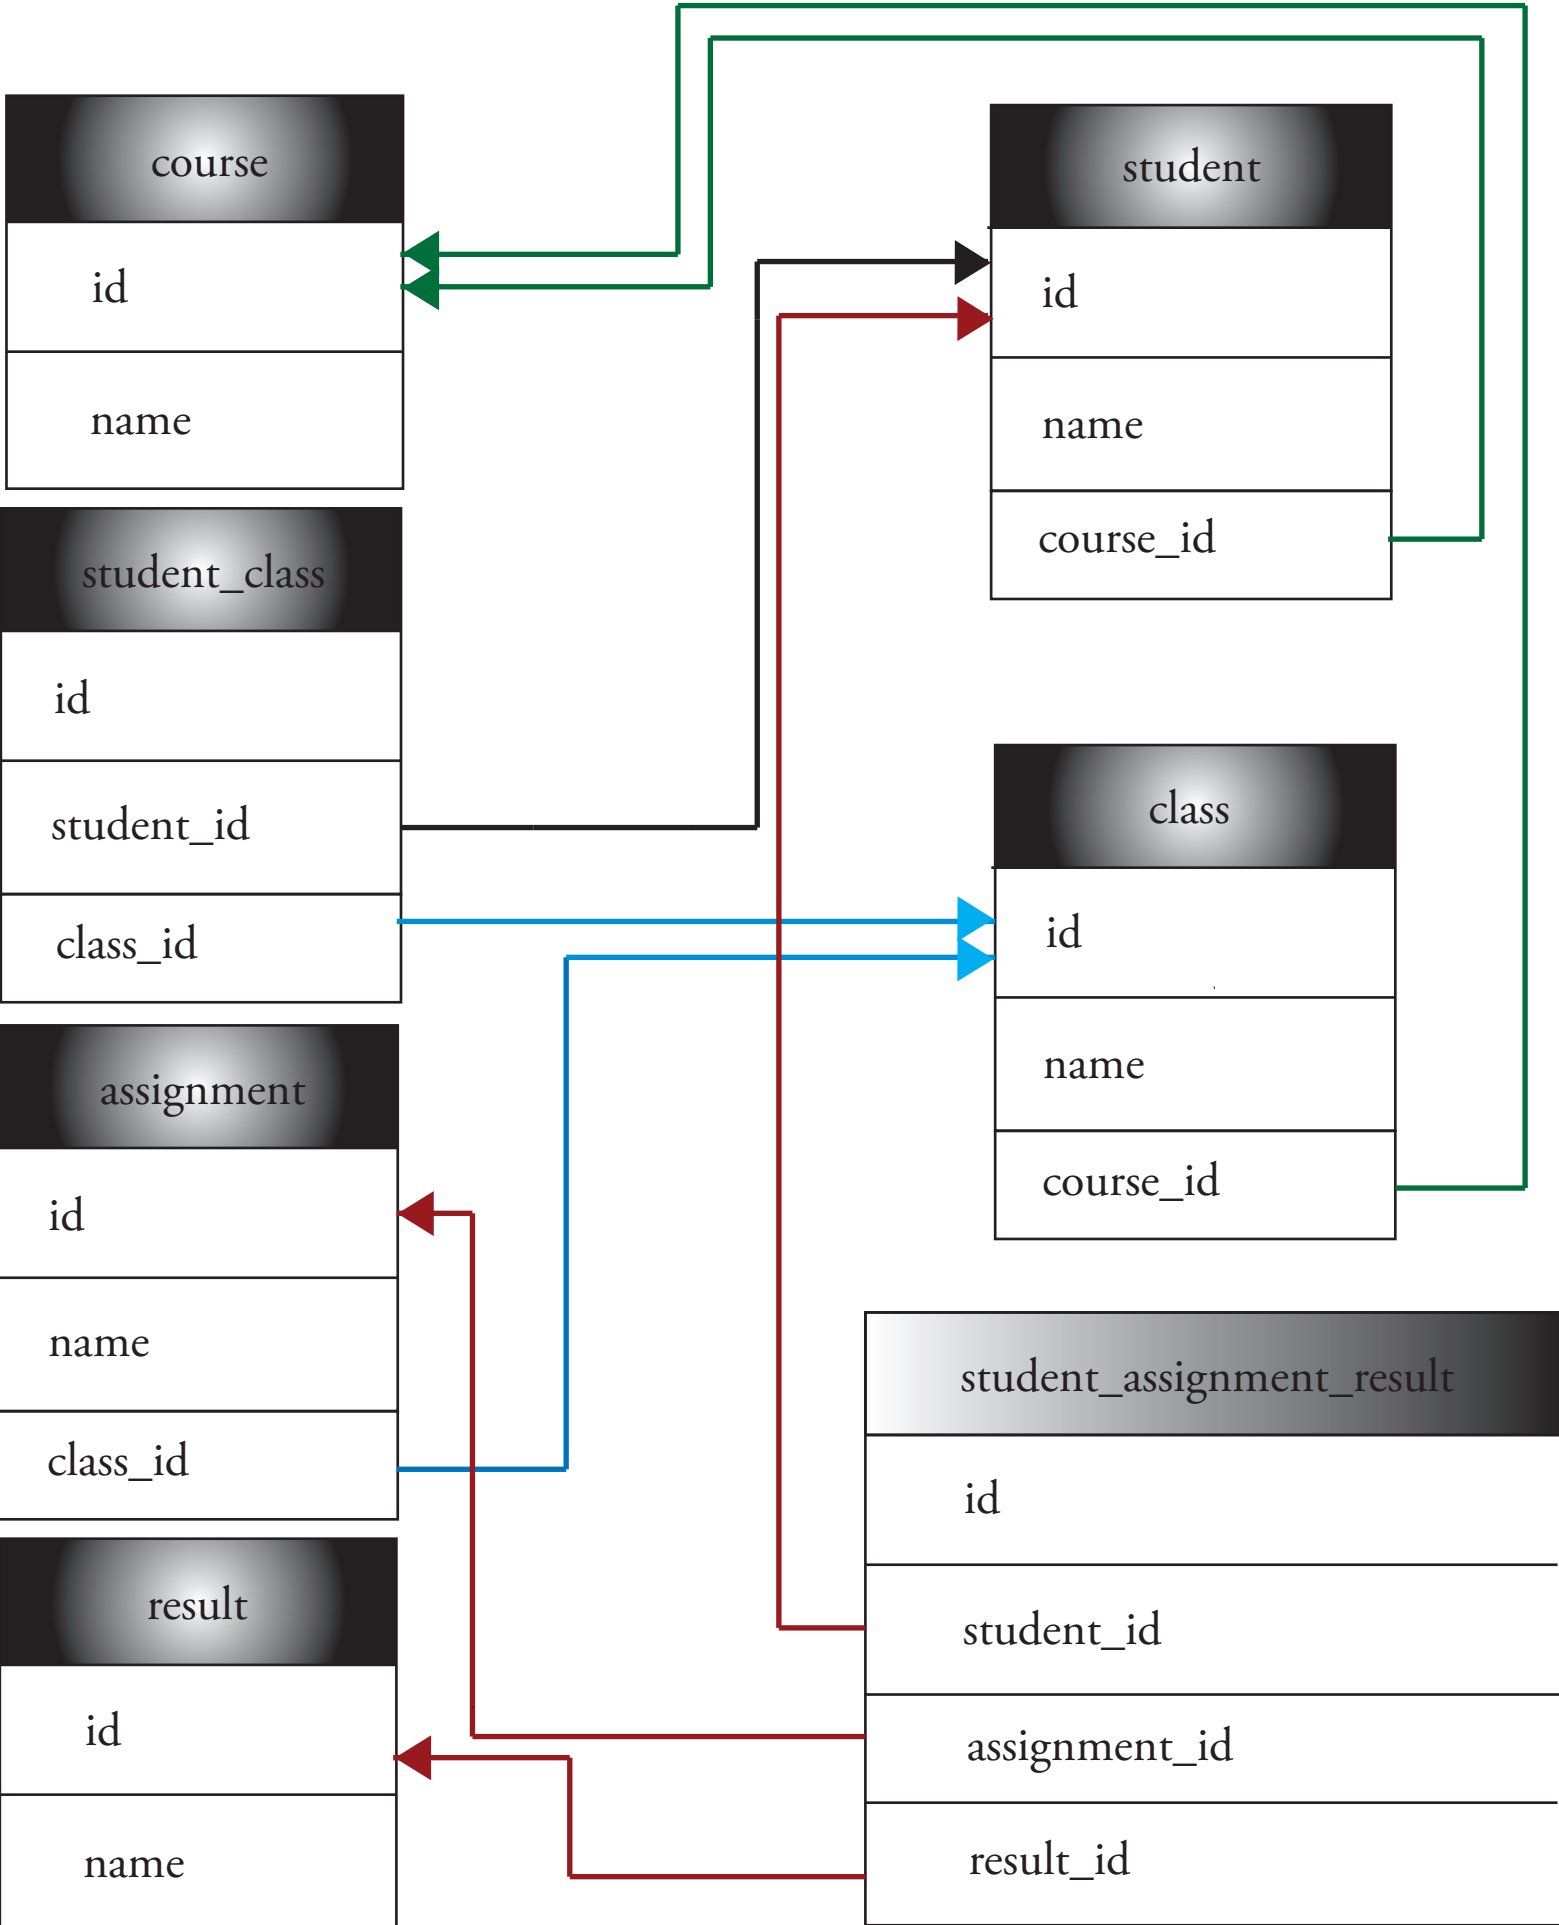 course
id
name
student
id
name
course_id
student_class
id
student_id
class_id
class
id
name
course_id
assignment
id
name
class_id
student_assignment_result
id
student_id
assignment_id
result_id
result
id
name